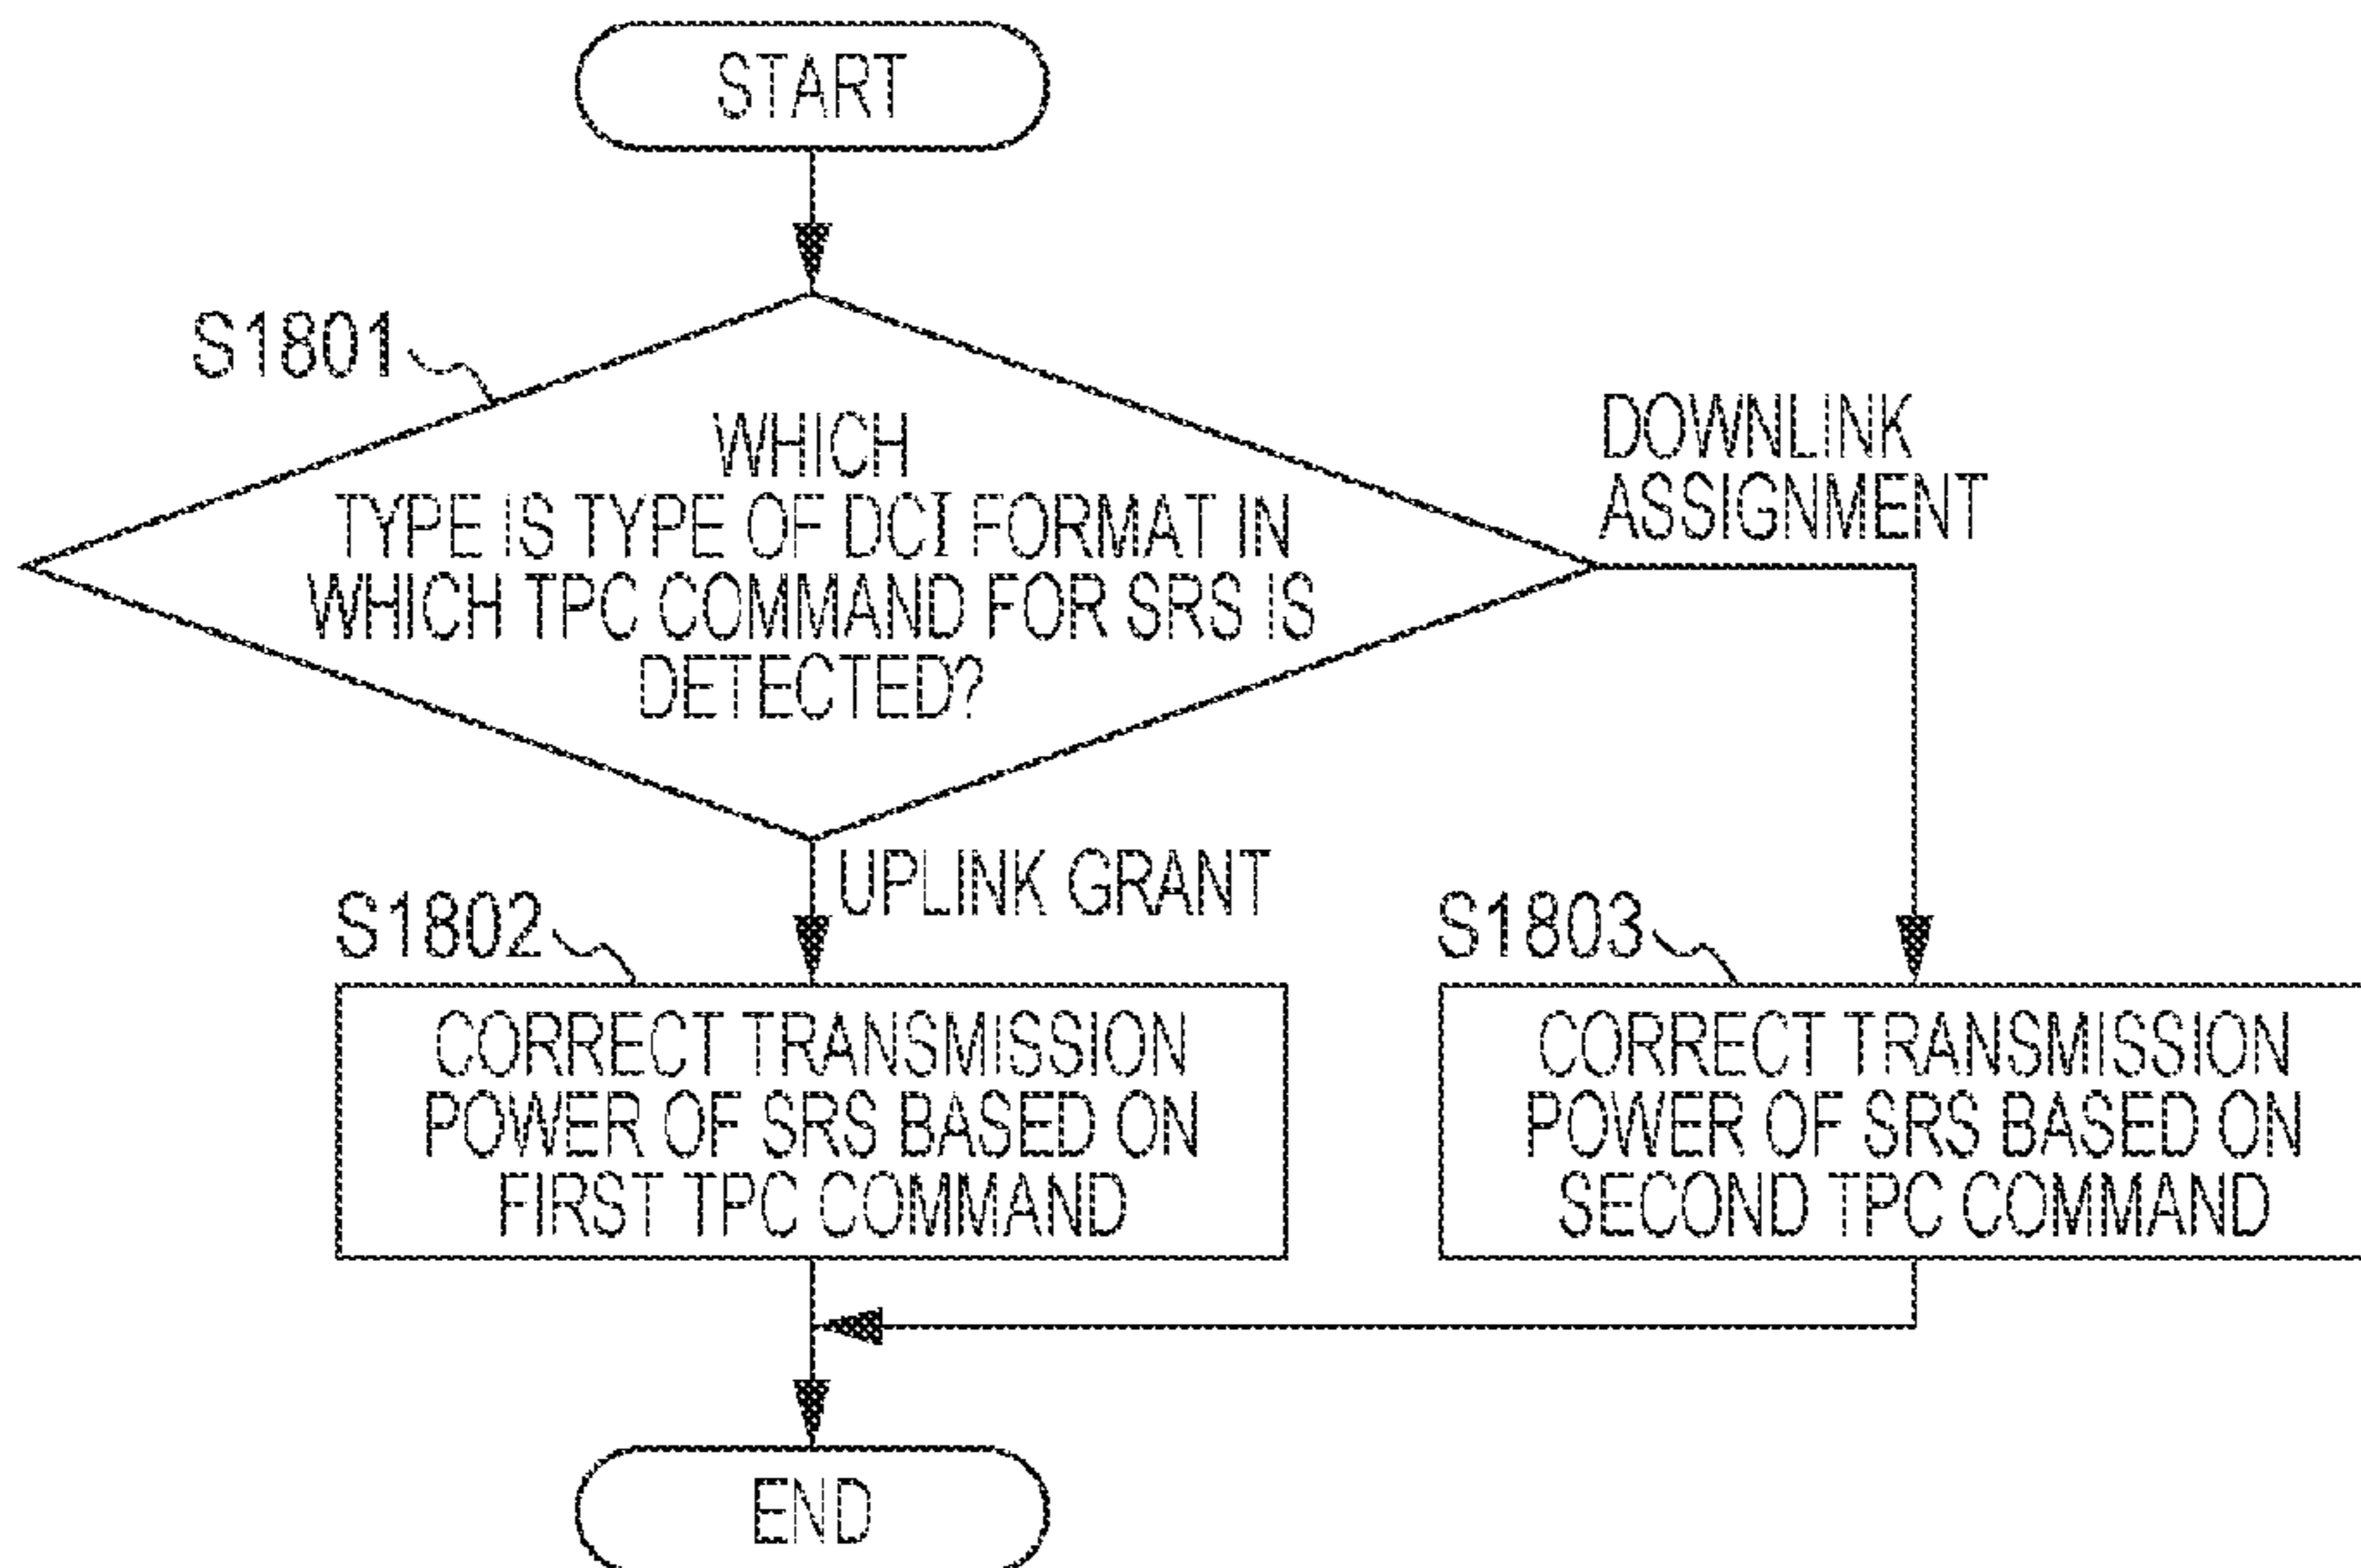 START
S1801
WHICH
TYPE IS TYPE OF DCI FORMAT IN
WHICH TPC COMMAND FOR SRS IS
DETECTED?
DOWNLINK
ASSIGNMENT
UPLINK GRANT
S1802
CORRECT TRANSMISSION
POWER OF SRS BASED ON
FIRST TPC COMMAND
S1803
CORRECT TRANSMISSION
POWER OF SRS BASED ON
SECOND TPC COMMAND
END